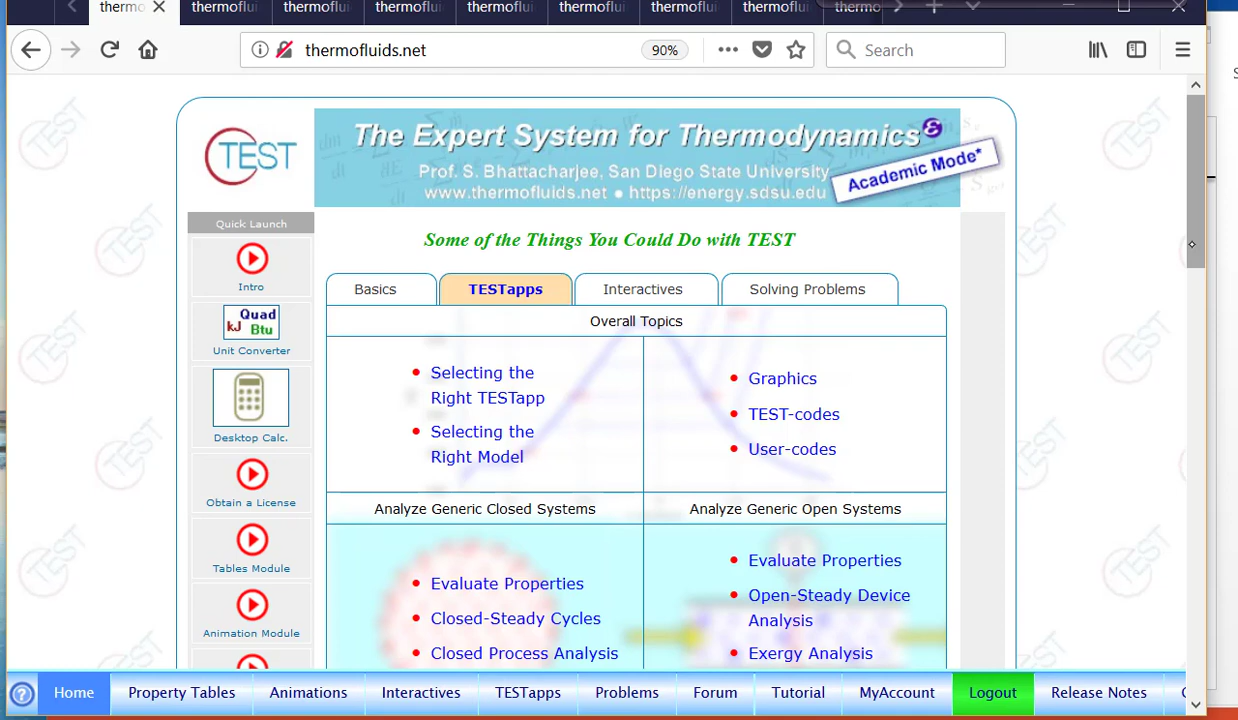 thermo
thermoflui
thermoflui
thermoflui
thermoflui
thermoflui
thermoflui
thermoflui
thermo
thermofluids.net
90%
Search
TEST
The Expert System for Thermodynamics
Prof. S. Bhattacharjee, San Diego State University
www.thermofluids.net ● https://energy.sdsu.edu
Academic Mode*
Quick Launch
Intro
Quad
kJ Btu
Unit Converter
Desktop Calc.
Obtain a License
Tables Module
Animation Module
Some of the Things You Could Do with TEST
Basics
TESTapps
Interactives
Solving Problems
Overall Topics
• Selecting the
Right TESTapp
• Selecting the
Right Model
• Graphics
• TEST-codes
• User-codes
Analyze Generic Closed Systems
Analyze Generic Open Systems
• Evaluate Properties
• Closed-Steady Cycles
• Closed Process Analysis
• Evaluate Properties
• Open-Steady Device
Analysis
• Exergy Analysis
Home
Property Tables
Animations
Interactives
TESTapps
Problems
Forum
Tutorial
MyAccount
Logout
Release Notes